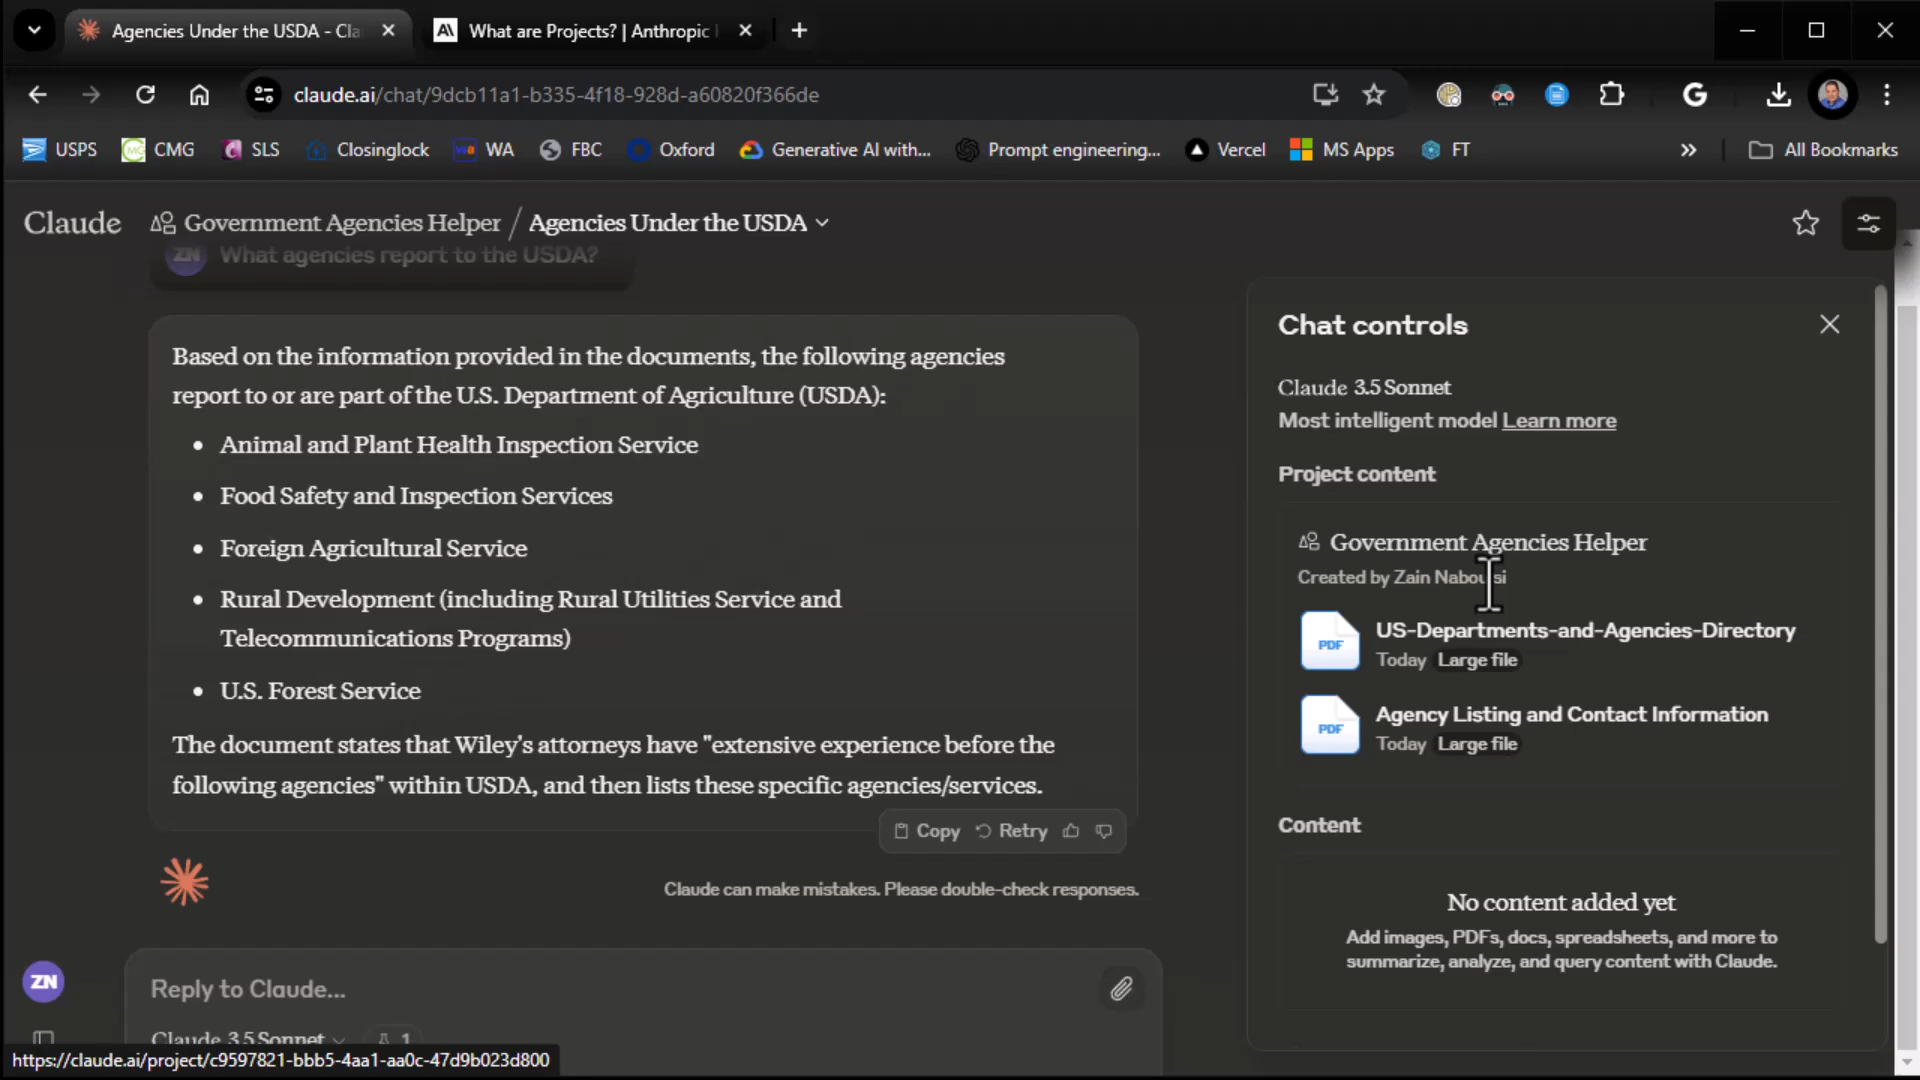 Agencies Under the USDA - Cla
What are Projects? | Anthropic
claude.ai/chat/9dcb11a1-b335-4f18-928d-a60820f366de
USPS
CMG
SLS
Closinglock
WA
FBC
Oxford
Generative AI with...
Prompt engineering...
Vercel
MS Apps
FT
All Bookmarks
Claude
Government Agencies Helper / Agencies Under the USDA
ZN
What agencies report to the USDA?
Based on the information provided in the documents, the following agencies
report to or are part of the U.S. Department of Agriculture (USDA):
• Animal and Plant Health Inspection Service
• Food Safety and Inspection Services
• Foreign Agricultural Service
• Rural Development (including Rural Utilities Service and
Telecommunications Programs)
• U.S. Forest Service
The document states that Wiley's attorneys have "extensive experience before the
following agencies" within USDA, and then lists these specific agencies/services.
Copy
Retry
Claude can make mistakes. Please double-check responses.
ZN
Reply to Claude...
Claude 3.5 Sonnet
1
https://claude.ai/project/c9597821-bbb5-4aa1-aa0c-47d9b023d800
Chat controls
Claude 3.5 Sonnet
Most intelligent model Learn more
Project content
Government Agencies Helper
Created by Zain Naboulsi
PDF
US-Departments-and-Agencies-Directory
Today Large file
PDF
Agency Listing and Contact Information
Today Large file
Content
No content added yet
Add images, PDFs, docs, spreadsheets, and more to
summarize, analyze, and query content with Claude.